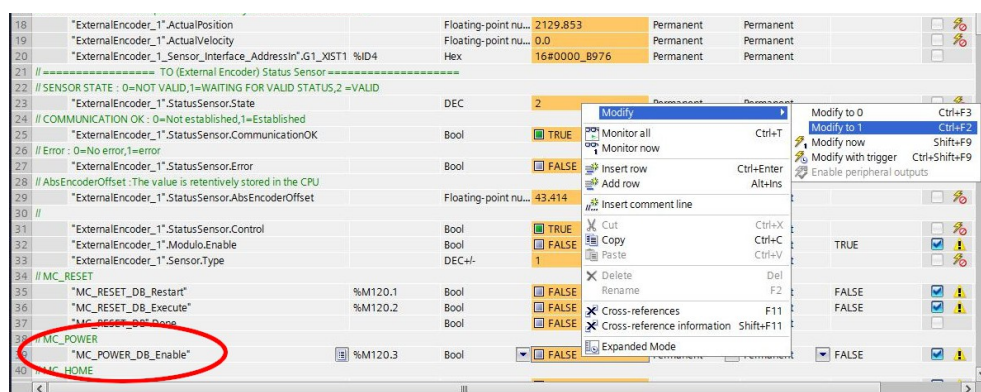 18 "ExternalEncoder_1".ActualPosition Floating-point nu... 2129.853 Permanent Permanent
19 "ExternalEncoder_1".ActualVelocity Floating-point nu... 0.0 Permanent Permanent
20 "ExternalEncoder_1_Sensor_Interface_AddressIn".G1_XIST1 %ID4 Hex 16#0000_B976 Permanent Permanent
21 // ================= TO (External Encoder) Status Sensor ====================
22 // SENSOR STATE : 0=NOT VALID,1=WAITING FOR VALID STATUS,2 =VALID
23 "ExternalEncoder_1".StatusSensor.State DEC 2 Permanent Permanent
24 // COMMUNICATION OK : 0=Not established,1=Established
25 "ExternalEncoder_1".StatusSensor.CommunicationOK Bool TRUE
26 // Error : 0=No error,1=error
27 "ExternalEncoder_1".StatusSensor.Error Bool FALSE
28 // AbsEncoderOffset :The value is retentively stored in the CPU
29 "ExternalEncoder_1".StatusSensor.AbsEncoderOffset Floating-point nu... 43.414
30 //
31 "ExternalEncoder_1".StatusSensor.Control Bool TRUE
32 "ExternalEncoder_1".Modulo.Enable Bool FALSE TRUE
33 "ExternalEncoder_1".Sensor.Type DEC+/- 1
34 // MC_RESET
35 "MC_RESET_DB_Restart" %M120.1 Bool FALSE FALSE
36 "MC_RESET_DB_Execute" %M120.2 Bool FALSE FALSE
37 "MC_RESET_DB".Done Bool FALSE
38 // MC_POWER
39 "MC_POWER_DB_Enable" %M120.3 Bool FALSE Permanent Permanent FALSE
40 // MC_HOME
Modify
Monitor all Ctrl+T
Monitor now
Insert row Ctrl+Enter
Add row Alt+Ins
Insert comment line
Cut Ctrl+X
Copy Ctrl+C
Paste Ctrl+V
Delete Del
Rename F2
Cross-references F11
Cross-reference information Shift+F11
Expanded Mode
Modify to 0 Ctrl+F3
Modify to 1 Ctrl+F2
Modify now Shift+F9
Modify with trigger Ctrl+Shift+F9
Enable peripheral outputs